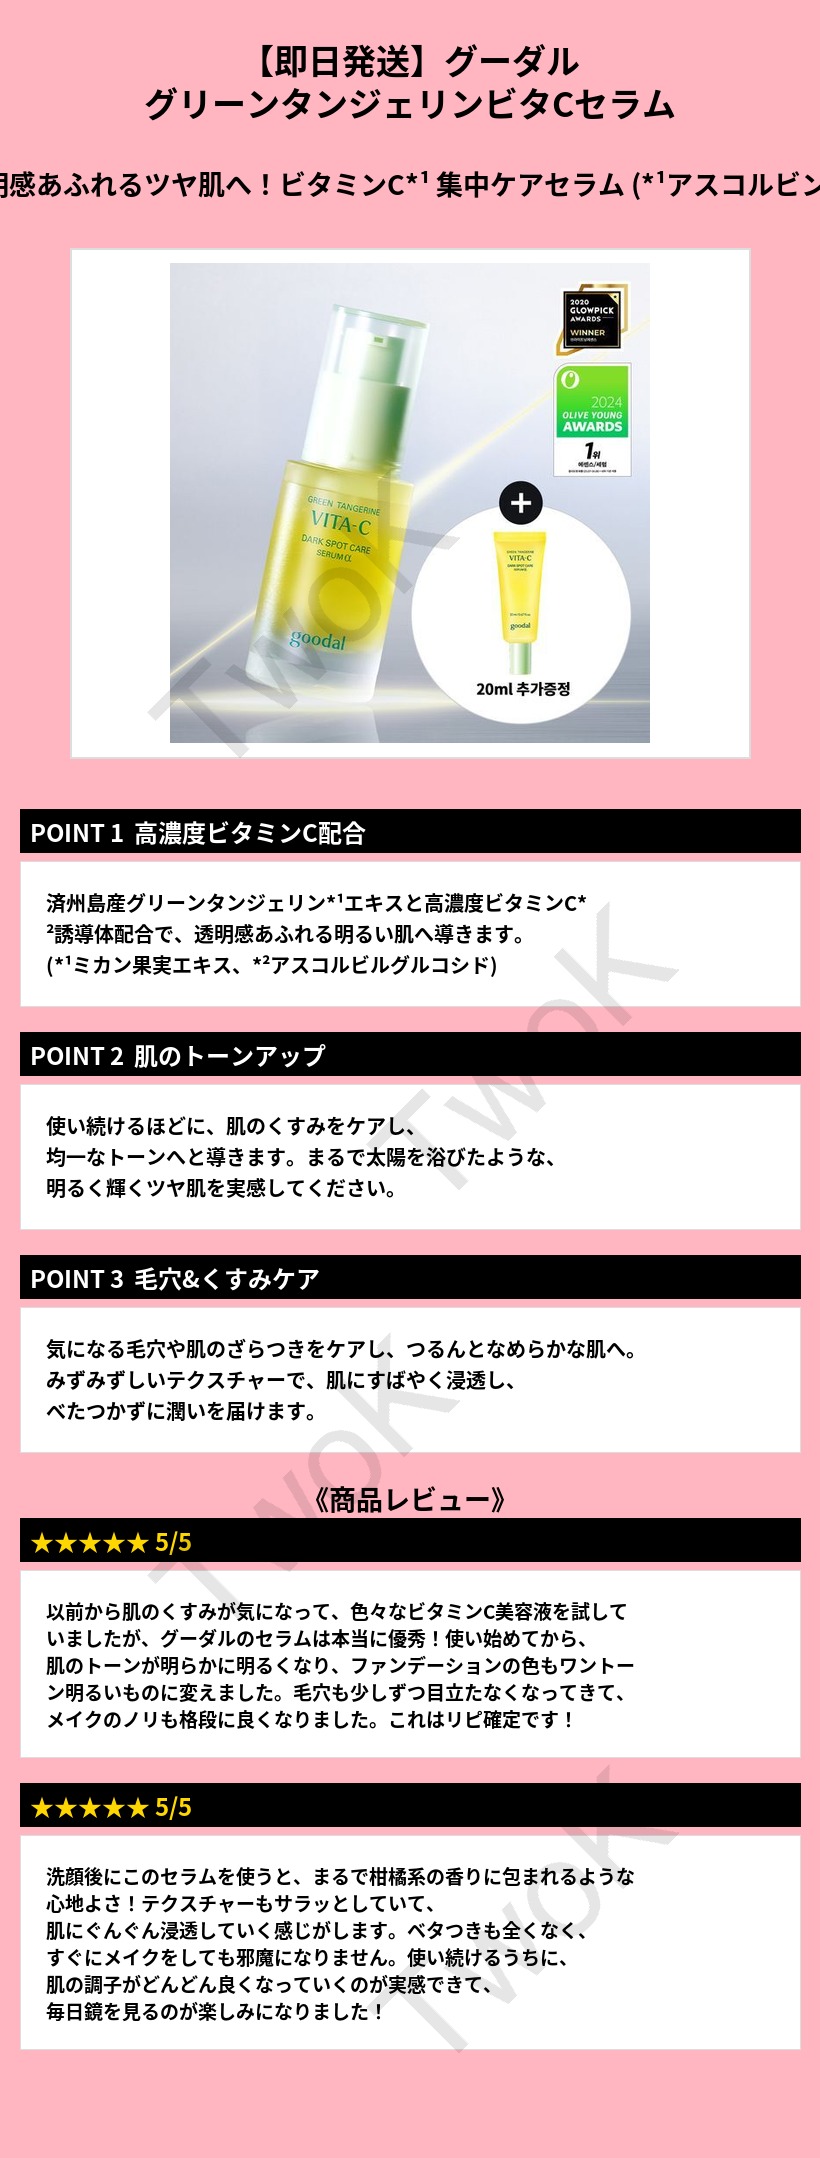 【即日発送】グーダル
グリーンタンジェリンビタCセラム
明感あふれるツヤ肌へ！ビタミンC*¹ 集中ケアセラム (*¹アスコルビン
2020
GLOWPICK
AWARDS
WINNER
2024
OLIVE YOUNG
AWARDS
1위
에센스/세럼
GREEN TANGERINE
VITA-C
DARK SPOT CARE
SERUM α
goodal
GREEN TANGERINE
VITA-C
DARK SPOT CARE
SERUM α
goodal
20ml 추가증정
TwoK
POINT 1 高濃度ビタミンC配合
済州島産グリーンタンジェリン*¹エキスと高濃度ビタミンC*
²誘導体配合で、透明感あふれる明るい肌へ導きます。
(*¹ミカン果実エキス、*²アスコルビルグルコシド)
TwoK
POINT 2 肌のトーンアップ
使い続けるほどに、肌のくすみをケアし、
均一なトーンへと導きます。まるで太陽を浴びたような、
明るく輝くツヤ肌を実感してください。
POINT 3 毛穴&くすみケア
気になる毛穴や肌のざらつきをケアし、つるんとなめらかな肌へ。
みずみずしいテクスチャーで、肌にすばやく浸透し、
べたつかずに潤いを届けます。
TwoK
《商品レビュー》
★★★★★ 5/5
以前から肌のくすみが気になって、色々なビタミンC美容液を試して
いましたが、グーダルのセラムは本当に優秀！使い始めてから、
肌のトーンが明らかに明るくなり、ファンデーションの色もワントー
ン明るいものに変えました。毛穴も少しずつ目立たなくなってきて、
メイクのノリも格段に良くなりました。これはリピ確定です！
★★★★★ 5/5
洗顔後にこのセラムを使うと、まるで柑橘系の香りに包まれるような
心地よさ！テクスチャーもサラッとしていて、
肌にぐんぐん浸透していく感じがします。ベタつきも全くなく、
すぐにメイクをしても邪魔になりません。使い続けるうちに、
肌の調子がどんどん良くなっていくのが実感できて、
毎日鏡を見るのが楽しみになりました！
TwoK